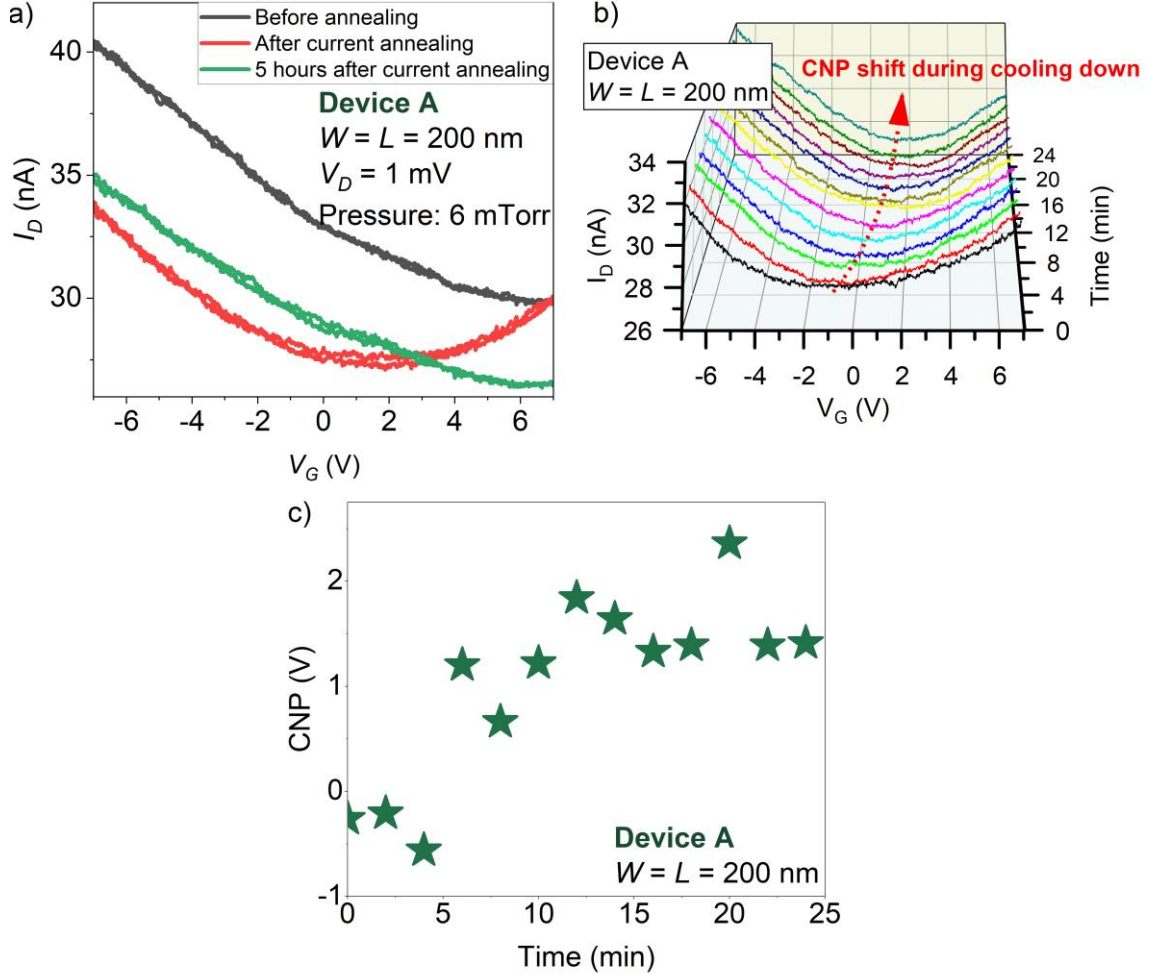 a)
Before annealing
After current annealing
5 hours after current annealing
Device A
W = L = 200 nm
V_D = 1 mV
Pressure: 6 mTorr
I_D (nA)
40
35
30
-6 -4 -2 0 2 4 6
V_G (V)
b)
Device A
W = L = 200 nm
CNP shift during cooling down
I_D (nA)
34
32
30
28
26
24
20
16
12
8
4
0
Time (min)
-6 -4 -2 0 2 4 6
V_G (V)
c)
CNP (V)
2
1
0
-1
Device A
W = L = 200 nm
0 5 10 15 20 25
Time (min)